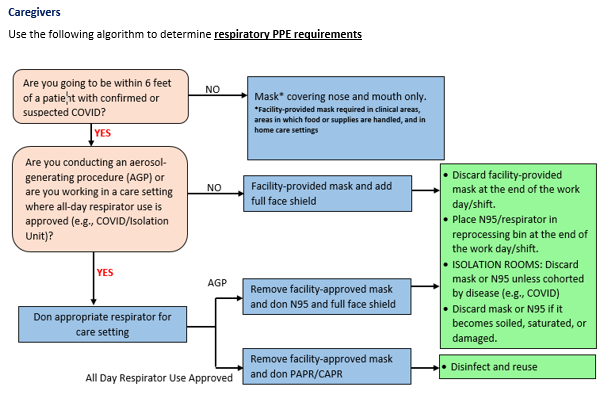 Caregivers
Use the following algorithm to determine respiratory PPE requirements
Are you going to be within 6 feet
of a patient with confirmed or
suspected COVID?
NO
Mask* covering nose and mouth only.
*Facility-provided mask required in clinical areas,
areas in which food or supplies are handled, and in
home care settings
YES
Are you conducting an aerosol-
generating procedure (AGP) or
are you working in a care setting
where all-day respirator use is
approved (e.g., COVID/Isolation
Unit)?
NO
Facility-provided mask and add
full face shield
• Discard facility-provided
mask at the end of the work
day/shift.
• Place N95/respirator in
reprocessing bin at the end of
the work day/shift.
• ISOLATION ROOMS: Discard
mask or N95 unless cohorted
by disease (e.g., COVID)
• Discard mask or N95 if it
becomes soiled, saturated, or
damaged.
YES
Don appropriate respirator for
care setting
AGP
Remove facility-approved mask
and don N95 and full face shield
All Day Respirator Use Approved
Remove facility-approved mask
and don PAPR/CAPR
• Disinfect and reuse